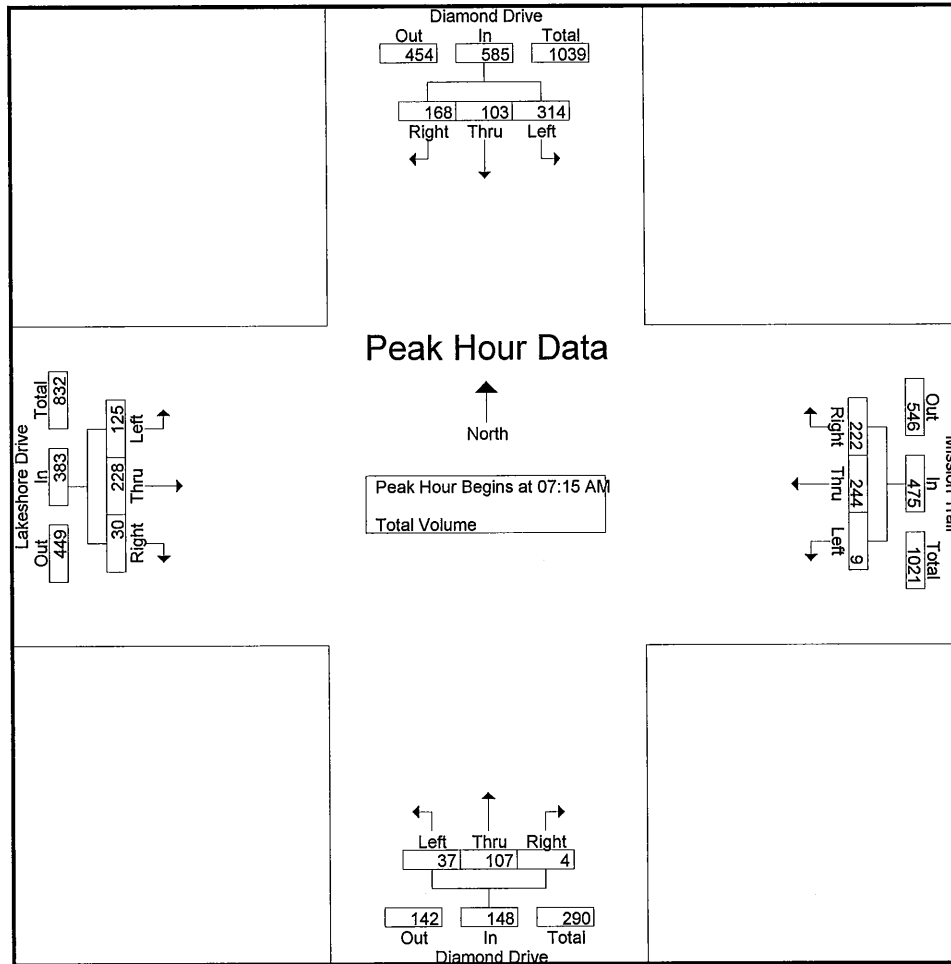 Diamond Drive
Out In Total
454 585 1039
168 103 314
Right Thru Left
Peak Hour Data
North
Peak Hour Begins at 07:15 AM
Total Volume
Lakeshore Drive
Out In Total
449 383 832
30 228 125
Right Thru Left
Mission Trail
Out In Total
546 475 1021
222 244 9
Right Thru Left
Left Thru Right
37 107 4
142 148 290
Out In Total
Diamond Drive